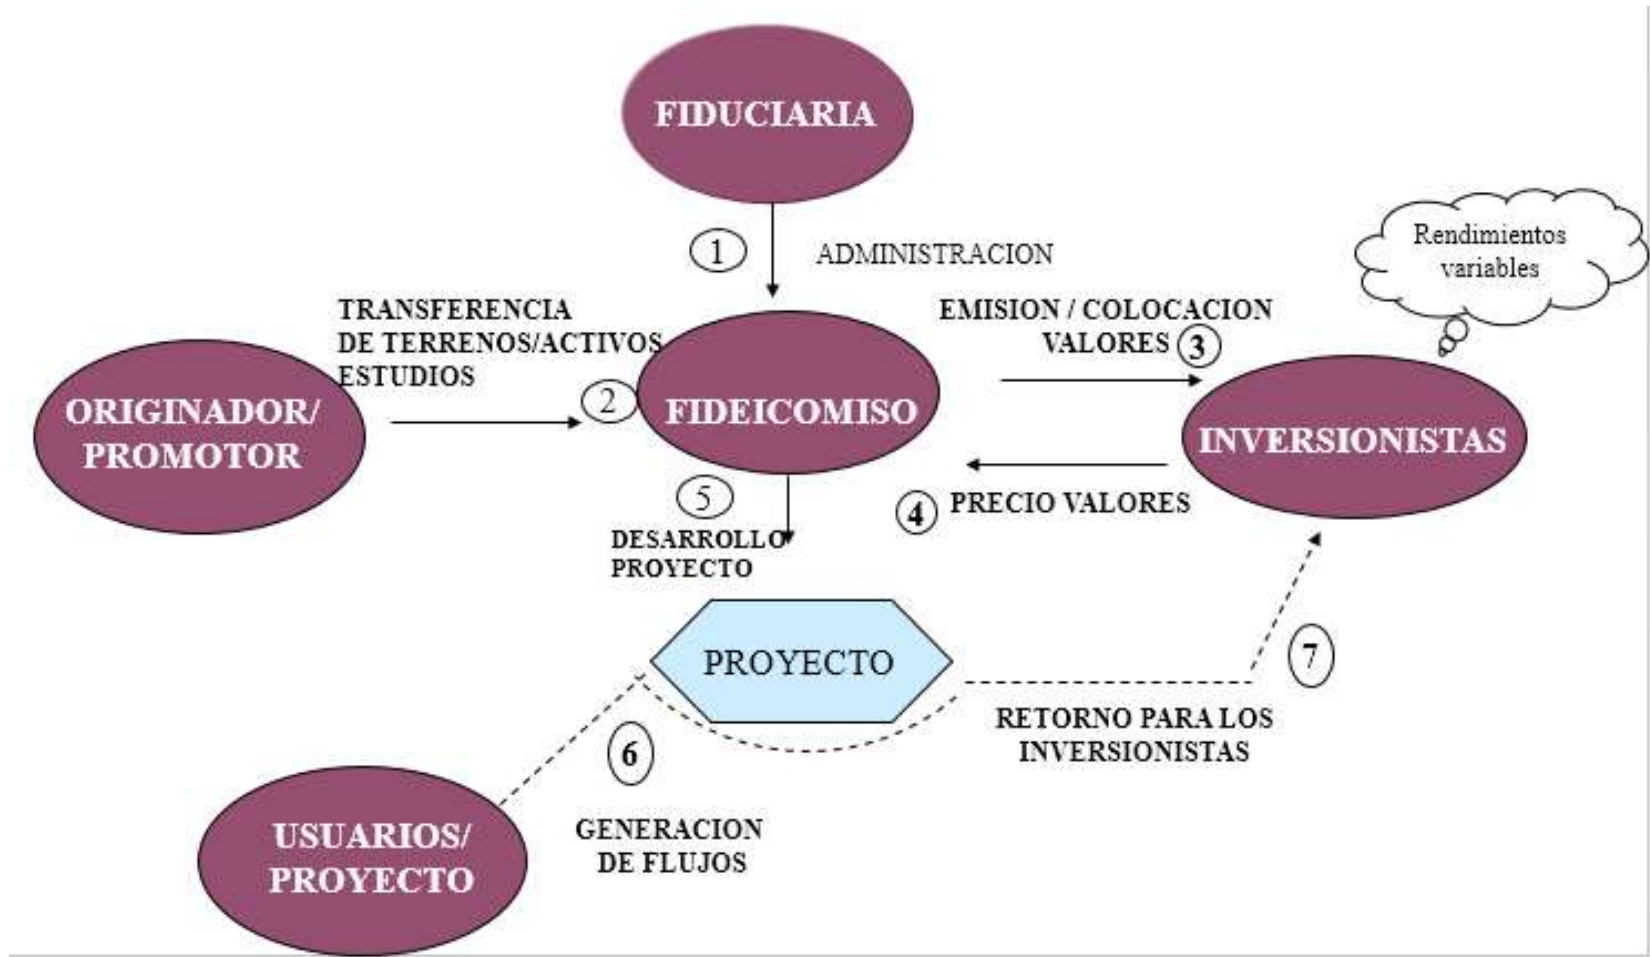 FIDUCIARIA
1
ADMINISTRACION
Rendimientos
variables
TRANSFERENCIA
DE TERRENOS/ACTIVOS
ESTUDIOS
EMISION / COLOCACION
VALORES 3
ORIGINADOR/
PROMOTOR
2
FIDEICOMISO
INVERSIONISTAS
5
4 PRECIO VALORES
DESARROLLO
PROYECTO
PROYECTO
7
RETORNO PARA LOS
INVERSIONISTAS
6
GENERACION
DE FLUJOS
USUARIOS/
PROYECTO